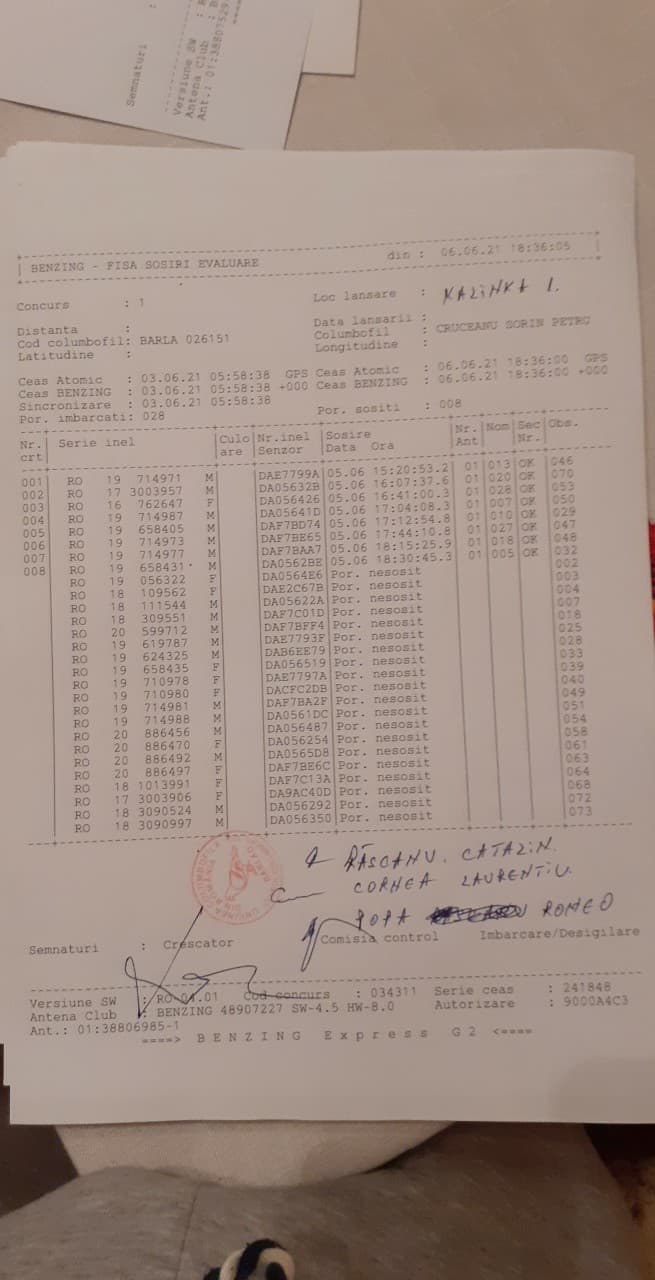 Semnaturi :
Versiune SW :
Antena Club :
BENZING - FISA SOSIRI EVALUARE din : 06.06.21 18:36:05
Concurs : 1 Loc lansare : KALINKA 1.
Distanta : Data lansarii :
Cod columbofil: BARLA 026151 Columbofil : CRUCEANU SORIN PETRU
Latitudine : Longitudine :
Ceas Atomic : 03.06.21 05:58:38 GPS Ceas Atomic : 06.06.21 18:36:00 GPS
Ceas BENZING : 03.06.21 05:58:38 +000 Ceas BENZING : 06.06.21 18:36:00 +000
Sincronizare : 03.06.21 05:58:38
Por. imbarcati: 028 Por. sositi : 008
Nr. Serie inel Culo Nr.inel Sosire Nr. Nom Sec Obs.
crt are Senzor Data Ora Ant Nr.
001 RO 19 714971 M DAE7799A 05.06 15:20:53.2 01 013 OK 046
002 RO 17 3003957 M DA05632B 05.06 16:07:37.6 01 020 OK 070
003 RO 16 762647 F DA056426 05.06 16:41:00.3 01 028 OK 053
004 RO 19 714987 M DA05641D 05.06 17:04:08.3 01 007 OK 050
005 RO 19 658405 M DAF7BD74 05.06 17:12:54.8 01 010 OK 029
006 RO 19 714973 M DAF7BE65 05.06 17:44:10.8 01 027 OK 047
007 RO 19 714977 M DAF7BAA7 05.06 18:15:25.9 01 018 OK 048
008 RO 19 658431 M DA0562BE 05.06 18:30:45.3 01 005 OK 032
RO 19 056322 F DA0564E6 Por. nesosit 002
RO 18 109562 F DAE2C67B Por. nesosit 003
RO 18 111544 M DA05622A Por. nesosit 004
RO 18 309551 M DAF7C01D Por. nesosit 007
RO 20 599712 M DAF7BFF4 Por. nesosit 018
RO 19 619787 M DAE7793F Por. nesosit 025
RO 19 624325 M DAB6EE79 Por. nesosit 028
RO 19 658435 F DA056519 Por. nesosit 033
RO 19 710978 F DAE7797A Por. nesosit 039
RO 19 710980 F DACFC2DB Por. nesosit 040
RO 19 714981 M DAF7BA2F Por. nesosit 049
RO 19 714988 M DA0561DC Por. nesosit 051
RO 20 886456 M DA056487 Por. nesosit 054
RO 20 886470 F DA056254 Por. nesosit 058
RO 20 886492 M DA0565D8 Por. nesosit 061
RO 20 886497 F DAF7BE6C Por. nesosit 063
RO 18 1013991 F DAF7C13A Por. nesosit 064
RO 17 3003906 F DA9AC40D Por. nesosit 068
RO 18 3090524 M DA056292 Por. nesosit 072
RO 18 3090997 M DA056350 Por. nesosit 073
RĂSCANU. CATALIN.
CORNEA LAURENTIU.
POPA ROMEO
Semnaturi : Crescator Comisia control Imbarcare/Desigilare
Versiune SW : RO-04.01 Cod concurs : 034311 Serie ceas : 241848
Antena Club : BENZING 48907227 SW-4.5 HW-8.0 Autorizare : 9000A4C3
Ant.: 01:38806985-1
====> BENZING Express G2 <====